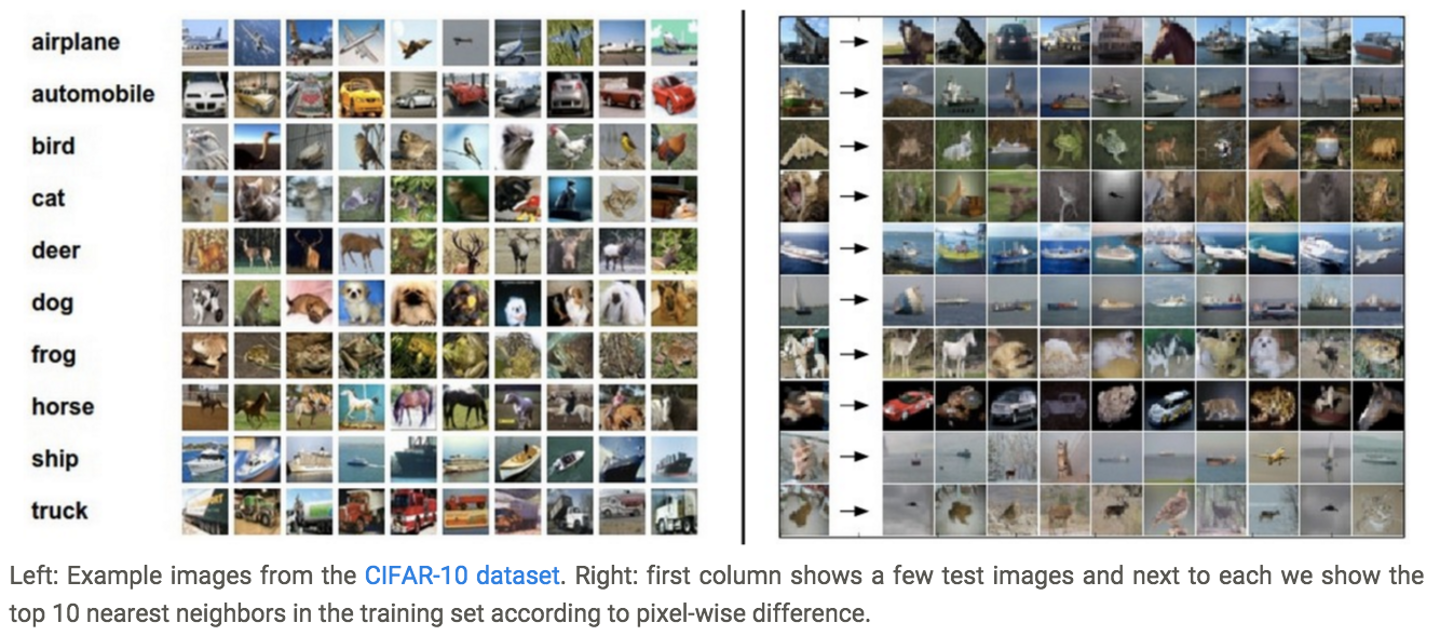 airplane
automobile
bird
cat
deer
dog
frog
horse
ship
truck
Left: Example images from the CIFAR-10 dataset. Right: first column shows a few test images and next to each we show the
top 10 nearest neighbors in the training set according to pixel-wise difference.